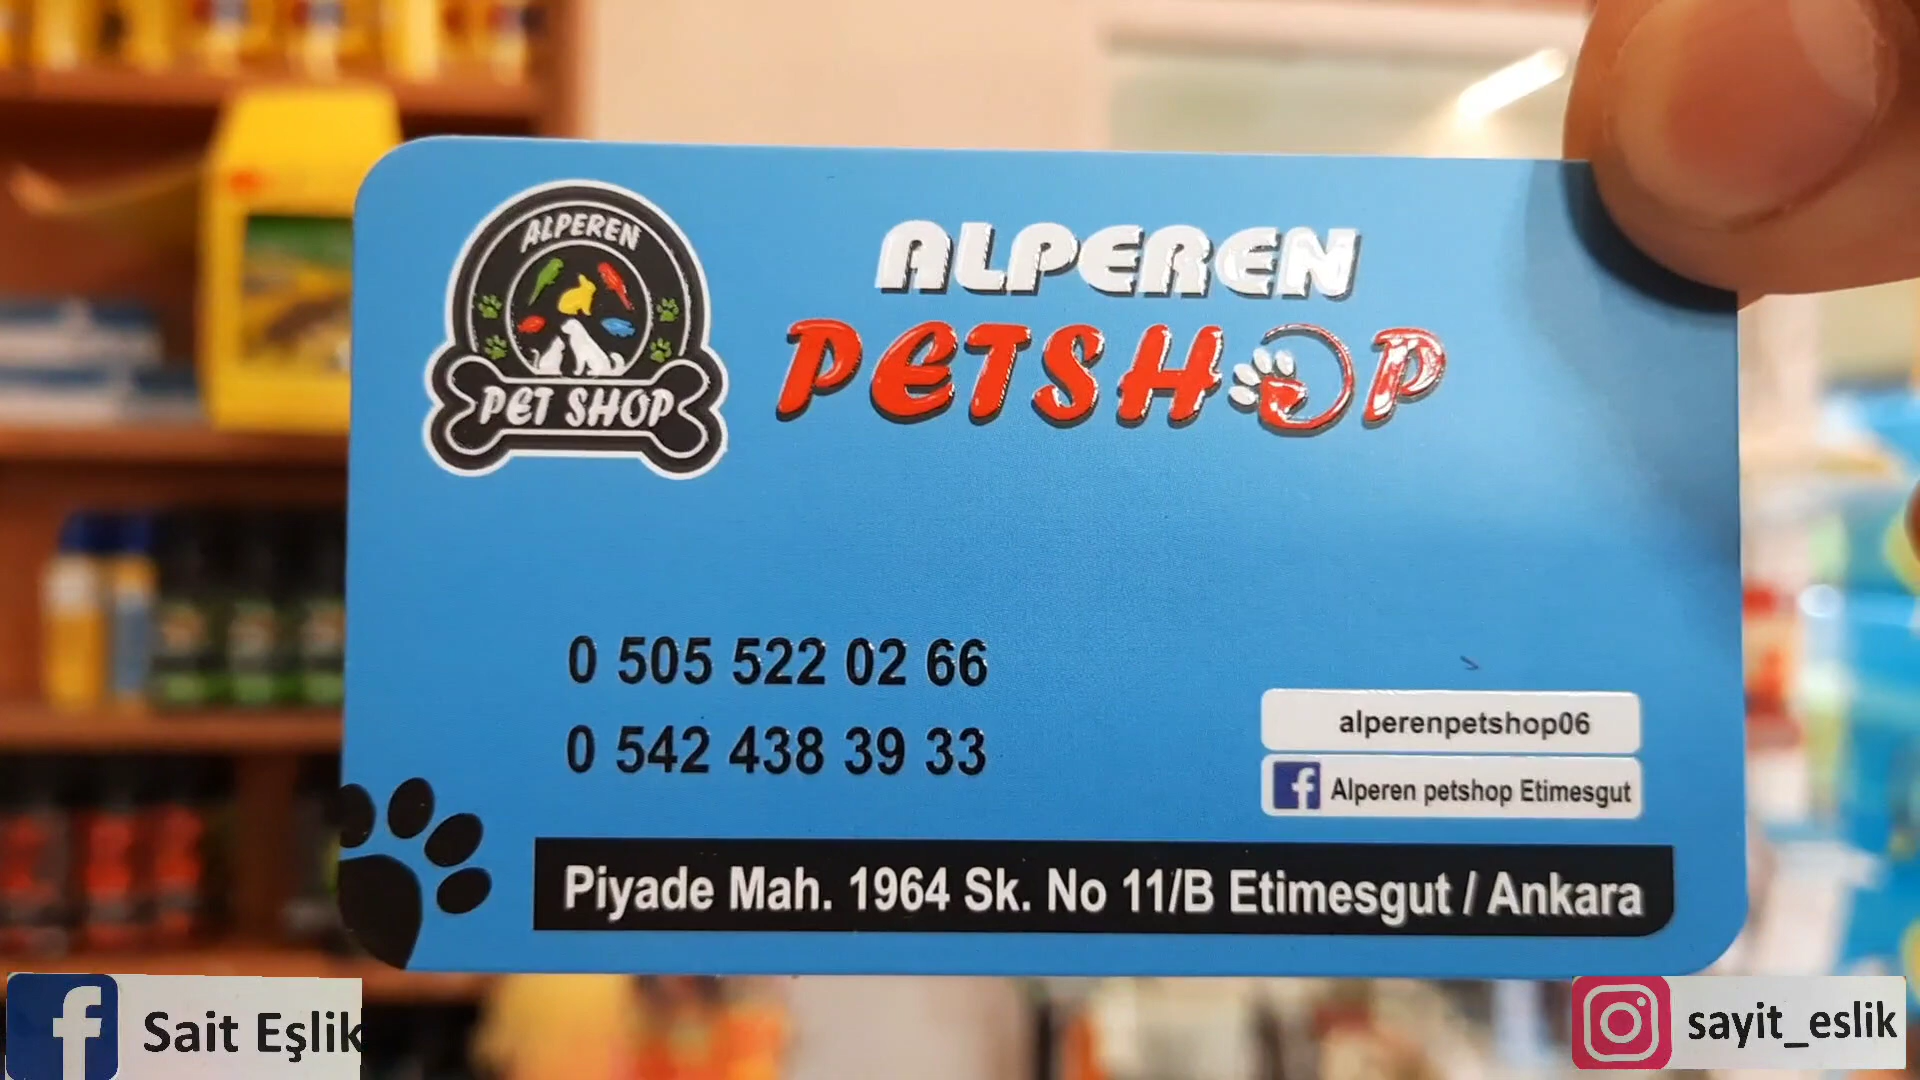 ALPEREN
PET SHOP
ALPEREN
PETSHOP
0 505 522 02 66
0 542 438 39 33
alperenpetshop06
Alperen petshop Etimesgut
Piyade Mah. 1964 Sk. No 11/B Etimesgut / Ankara
Sait Eşlik
sayit_eslik